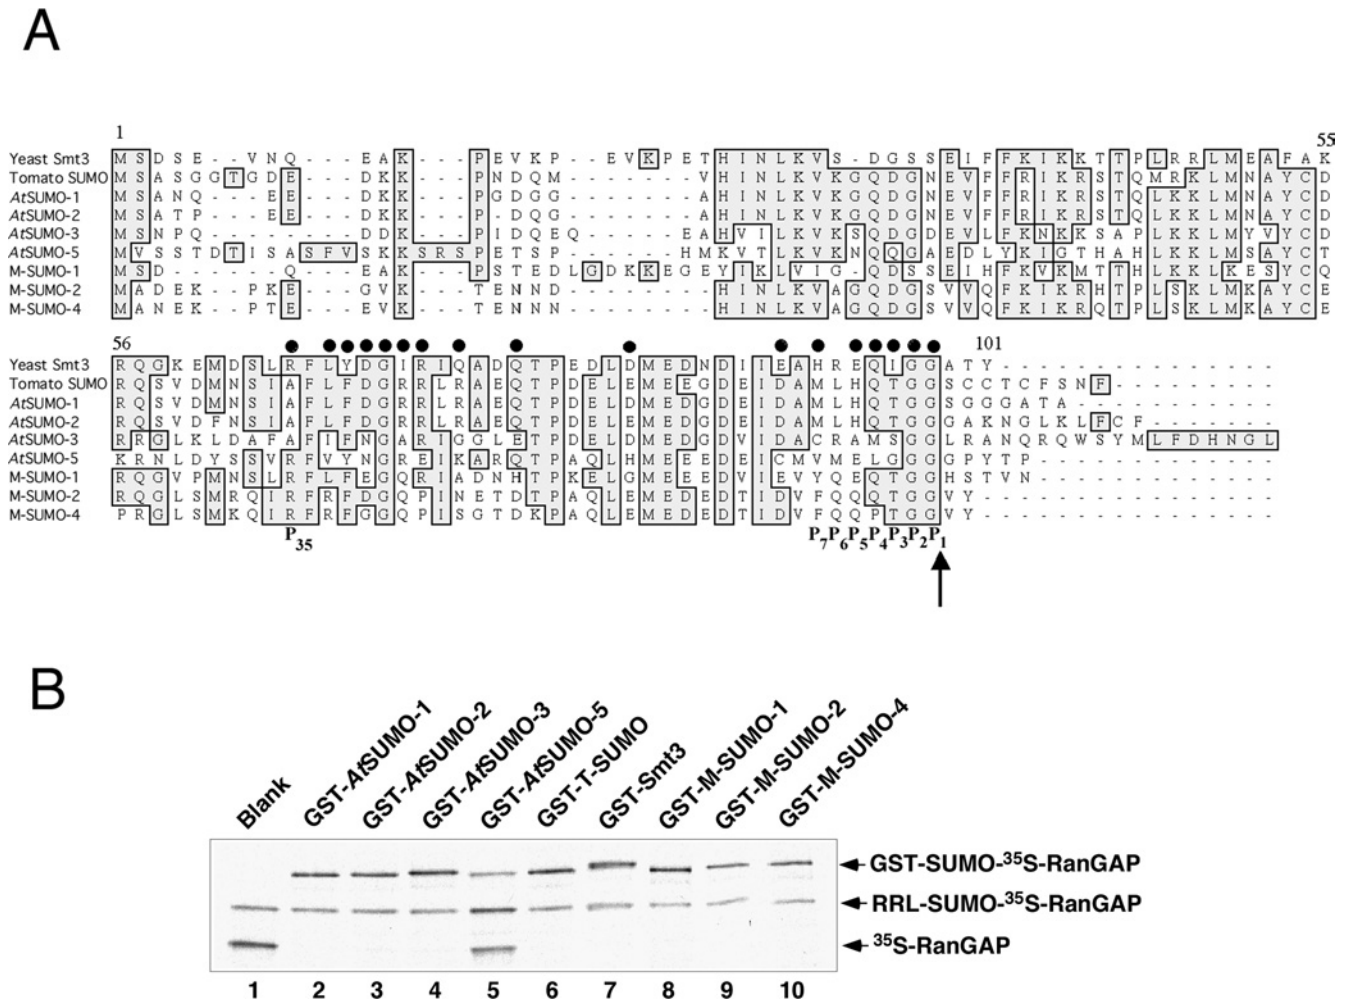 A
1 55
Yeast Smt3 M S D S E - - V N Q - - - E A K - - - P E V K P - - E V K P E T H I N L K V S - D G S S E I F F K I K K T T P L R R L M E A F A K
Tomato SUMO M S A S G G T G D E - - - D K K - - - P N D Q M - - - - - - - V H I N L K V K G Q D G N E V F F R I K R S T Q M R K L M N A Y C D
AtSUMO-1 M S A N Q - - - E E - - - D K K - - - P G D G G - - - - - - - A H I N L K V K G Q D G N E V F F R I K R S T Q L K K L M N A Y C D
AtSUMO-2 M S A T P - - - E E - - - D K K - - - P - D Q G - - - - - - - A H I N L K V K G Q D G N E V F F R I K R S T Q L K K L M N A Y C D
AtSUMO-3 M S N P Q - - - - D - - - D K K - - - P I D Q E Q - - - - - E A H V I L K V K S Q D G D E V L F K N K K S A P L K K L M Y V Y C D
AtSUMO-5 M V S S T D T I S A S F V S K K S R S P E T S P - - - - - - H M K V T L K V K N Q Q G A E D L Y K I G T H A H L K K L M S A Y C T
M-SUMO-1 M S D - - - - - - Q - - - E A K - - - P S T E D L G D K K E G E Y I K L V I G - Q D S S E I H F K V K M T T H L K K L K E S Y C Q
M-SUMO-2 M A D E K - - P K E - - - G V K - - - T E N N D - - - - - - - - H I N L K V A G Q D G S V V Q F K I K R H T P L S K L M K A Y C E
M-SUMO-4 M A N E K - - P T E - - - E V K - - - T E N N N - - - - - - - - H I N L K V A G Q D G S V V Q F K I K R Q T P L S K L M K A Y C E
56 101
Yeast Smt3 R Q G K E M D S L R F L Y D G I R I Q A D Q T P E D L D M E D N D I I E A H R E Q I G G A T Y - - - - - - - - - - - - - - -
Tomato SUMO R Q S V D M N S I A F L F D G R R L R A E Q T P D E L E M E E G D E I D A M L H Q T G G S C C T C F S N F - - - - - - - - -
AtSUMO-1 R Q S V D M N S I A F L F D G R R L R A E Q T P D E L D M E D G D E I D A M L H Q T G G S G G G A T A - - - - - - - - - - -
AtSUMO-2 R Q S V D F N S I A F L F D G R R L R A E Q T P D E L E M E D G D E I D A M L H Q T G G G A K N G L K L F C F - - - - - - -
AtSUMO-3 R R G L K L D A F A F I F N G A R I G G L E T P D E L D M E D G D V I D A C R A M S G G L R A N Q R Q W S Y M L F D H N G L
AtSUMO-5 K R N L D Y S S V R F V Y N G R E I K A R Q T P A Q L H M E E E D E I C M V M E L G G G G P Y T P - - - - - - - - - - - - -
M-SUMO-1 R Q G V P M N S L R F L F E G Q R I A D N H T P K E L G M E E E D V I E V Y Q E Q T G G H S T V N - - - - - - - - - - - - -
M-SUMO-2 R Q G L S M R Q I R F R F D G Q P I N E T D T P A Q L E M E D E D T I D V F Q Q Q T G G V Y - - - - - - - - - - - - - - - -
M-SUMO-4 P R G L S M K Q I R F R F G G Q P I S G T D K P A Q L E M E D E D T I D V F Q Q P T G G V Y - - - - - - - - - - - - - - - -
P35 P7 P6 P5 P4 P3 P2 P1
B
Blank GST-AtSUMO-1 GST-AtSUMO-2 GST-AtSUMO-3 GST-AtSUMO-5 GST-T-SUMO GST-Smt3 GST-M-SUMO-1 GST-M-SUMO-2 GST-M-SUMO-4
GST-SUMO-35S-RanGAP
RRL-SUMO-35S-RanGAP
35S-RanGAP
1 2 3 4 5 6 7 8 9 10